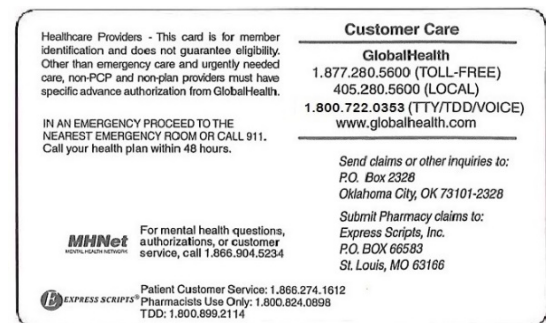 Healthcare Providers - This card is for member
identification and does not guarantee eligibility.
Other than emergency care and urgently needed
care, non-PCP and non-plan providers must have
specific advance authorization from GlobalHealth.
IN AN EMERGENCY PROCEED TO THE
NEAREST EMERGENCY ROOM OR CALL 911.
Call your health plan within 48 hours.
MHNet
MENTAL HEALTH NETWORK
For mental health questions,
authorizations, or customer
service, call 1.866.904.5234
EXPRESS SCRIPTS®
Patient Customer Service: 1.866.274.1612
Pharmacists Use Only: 1.800.824.0898
TDD: 1.800.899.2114
Customer Care
GlobalHealth
1.877.280.5600 (TOLL-FREE)
405.280.5600 (LOCAL)
1.800.722.0353 (TTY/TDD/VOICE)
www.globalhealth.com
Send claims or other inquiries to:
P.O. Box 2328
Oklahoma City, OK 73101-2328
Submit Pharmacy claims to:
Express Scripts, Inc.
P.O. BOX 66583
St. Louis, MO 63166